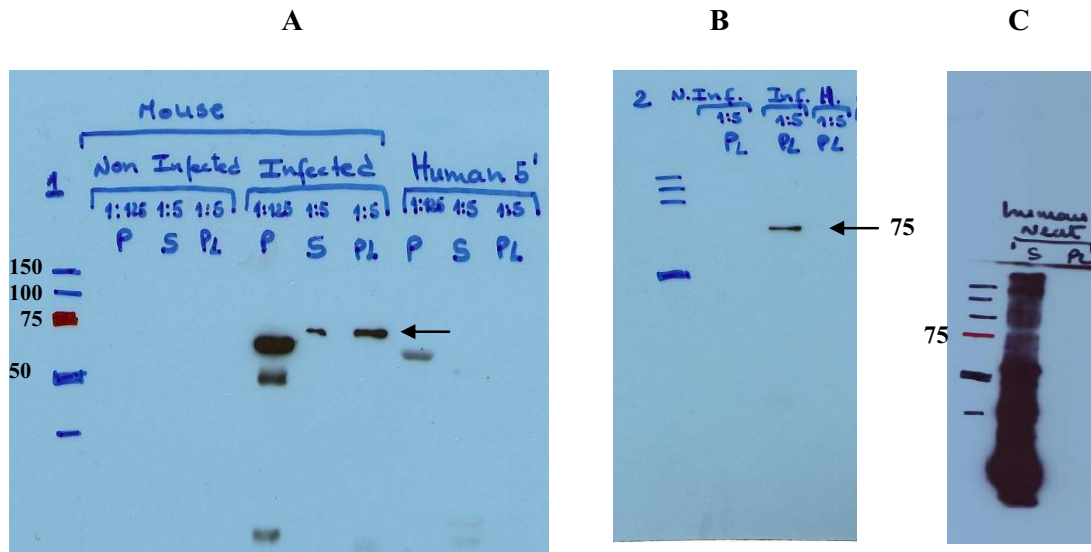 A
Mouse
1 Non Infected Infected Human 5'
1:125 1:5 1:5 1:125 1:5 1:5 1:125 1:5 1:5
P S PL P S PL P S PL
150
100
75
50
B
2 N.Inf. Inf. H.
1:5 1:5 1:5
PL PL PL
75
C
human
Neat
S PL
75